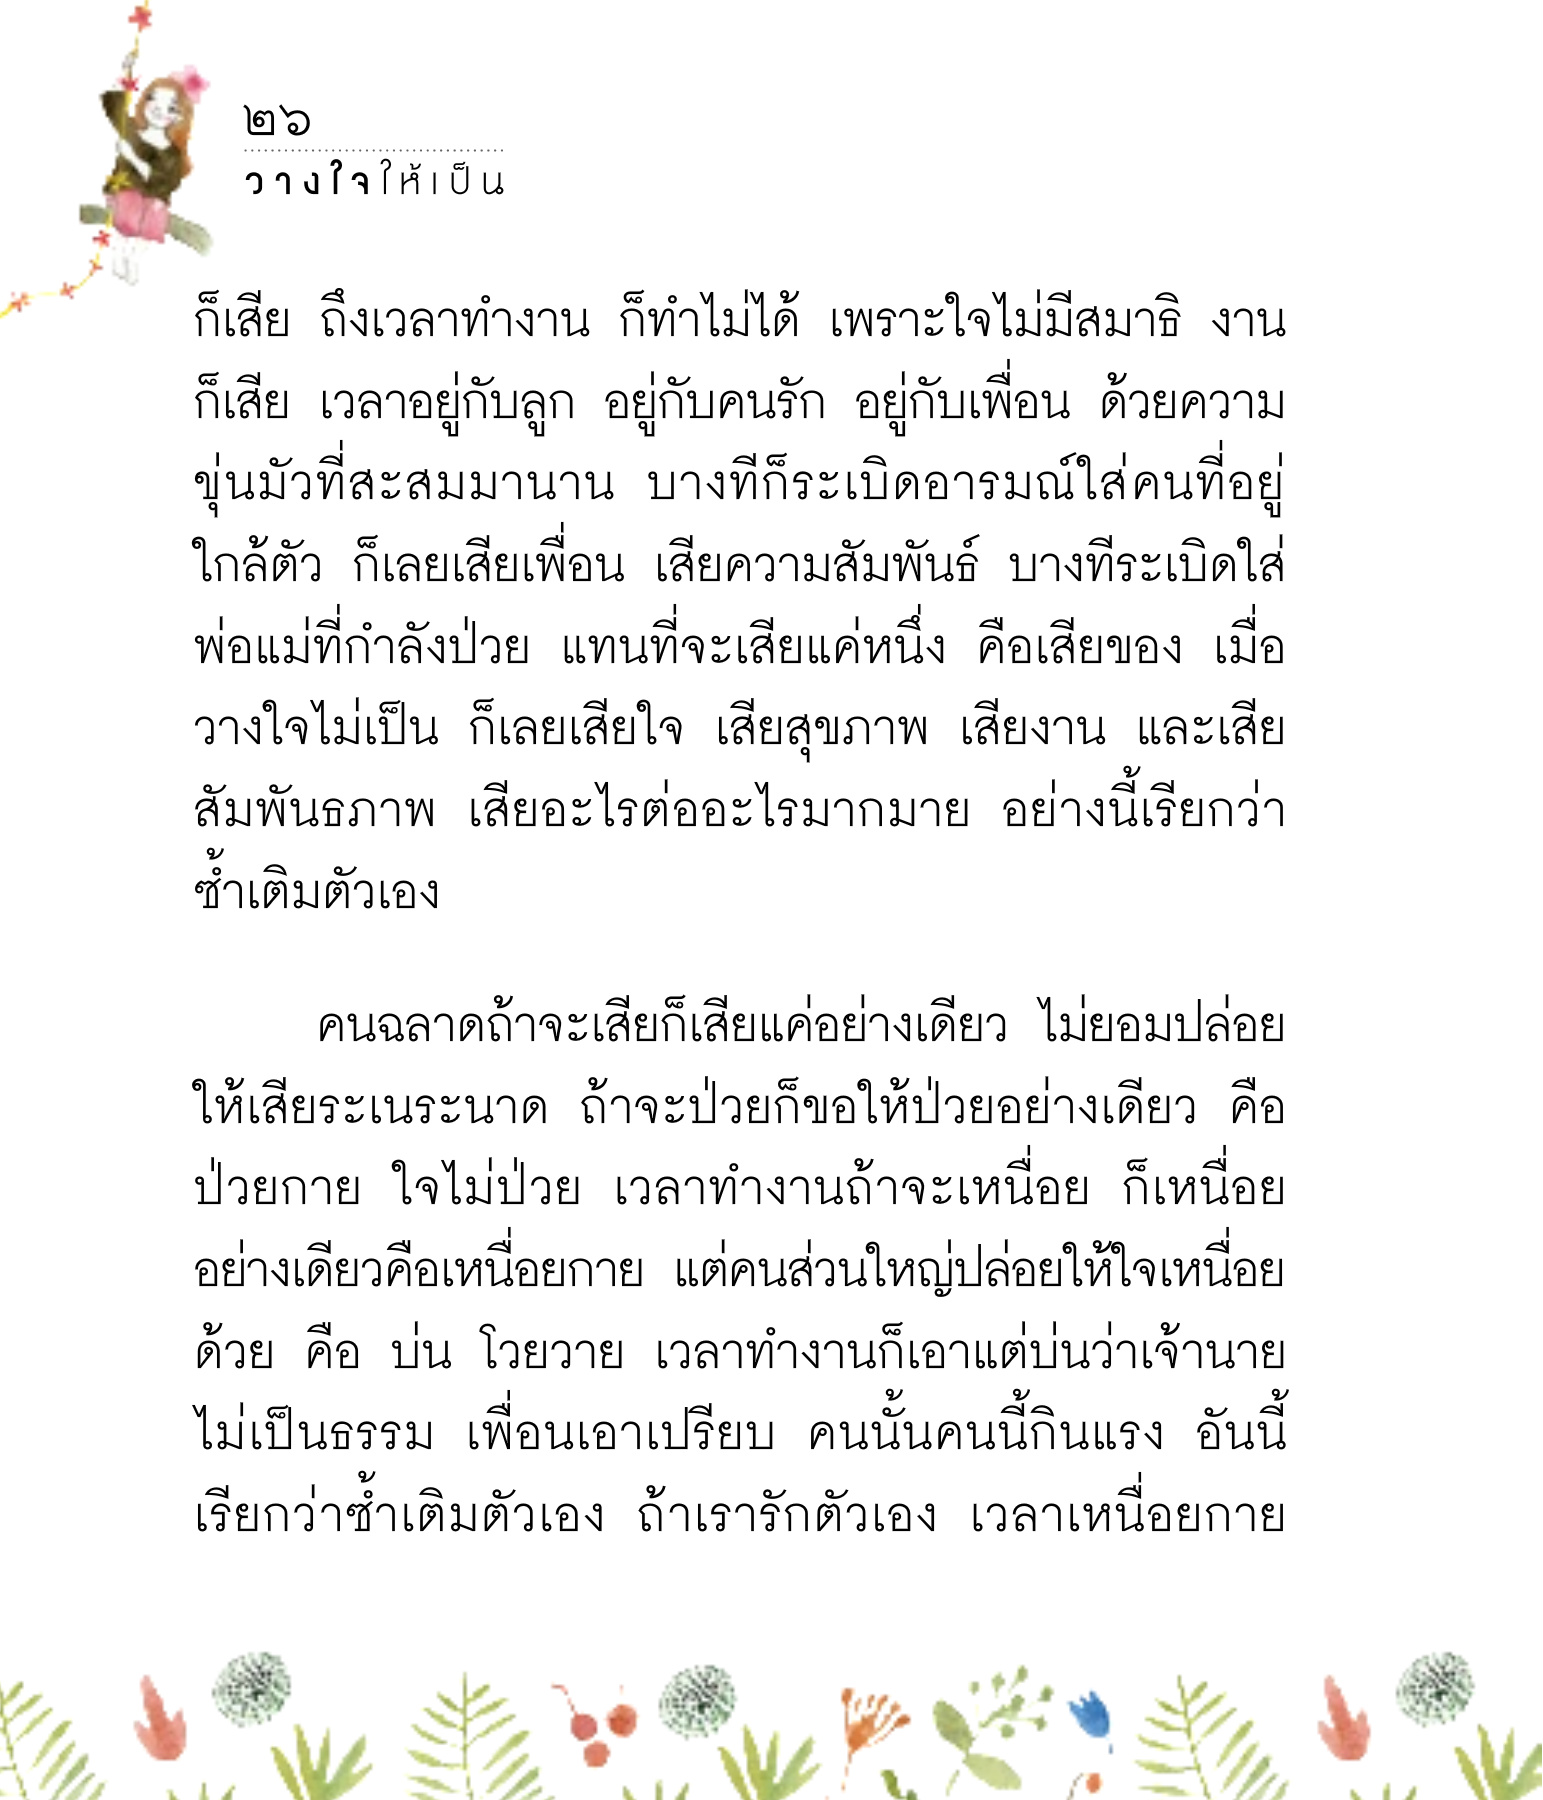 ๒๖
วางใจให้เป็น
ก็เสีย ถึงเวลาทำงาน ก็ทำไม่ได้ เพราะใจไม่มีสมาธิ งาน
ก็เสีย เวลาอยู่กับลูก อยู่กับคนรัก อยู่กับเพื่อน ด้วยความ
ขุ่นมัวที่สะสมมานาน บางทีก็ระเบิดอารมณ์ใส่คนที่อยู่
ใกล้ตัว ก็เลยเสียเพื่อน เสียความสัมพันธ์ บางทีระเบิดใส่
พ่อแม่ที่กำลังป่วย แทนที่จะเสียแค่หนึ่ง คือเสียของ เมื่อ
วางใจไม่เป็น ก็เลยเสียใจ เสียสุขภาพ เสียงาน และเสีย
สัมพันธภาพ เสียอะไรต่ออะไรมากมาย อย่างนี้เรียกว่า
ซ้ำเติมตัวเอง
คนฉลาดถ้าจะเสียก็เสียแค่อย่างเดียว ไม่ยอมปล่อย
ให้เสียระเนระนาด ถ้าจะป่วยก็ขอให้ป่วยอย่างเดียว คือ
ป่วยกาย ใจไม่ป่วย เวลาทำงานถ้าจะเหนื่อย ก็เหนื่อย
อย่างเดียวคือเหนื่อยกาย แต่คนส่วนใหญ่ปล่อยให้ใจเหนื่อย
ด้วย คือ บ่น โวยวาย เวลาทำงานก็เอาแต่บ่นว่าเจ้านาย
ไม่เป็นธรรม เพื่อนเอาเปรียบ คนนั้นคนนี้กินแรง อันนี้
เรียกว่าซ้ำเติมตัวเอง ถ้าเรารักตัวเอง เวลาเหนื่อยกาย